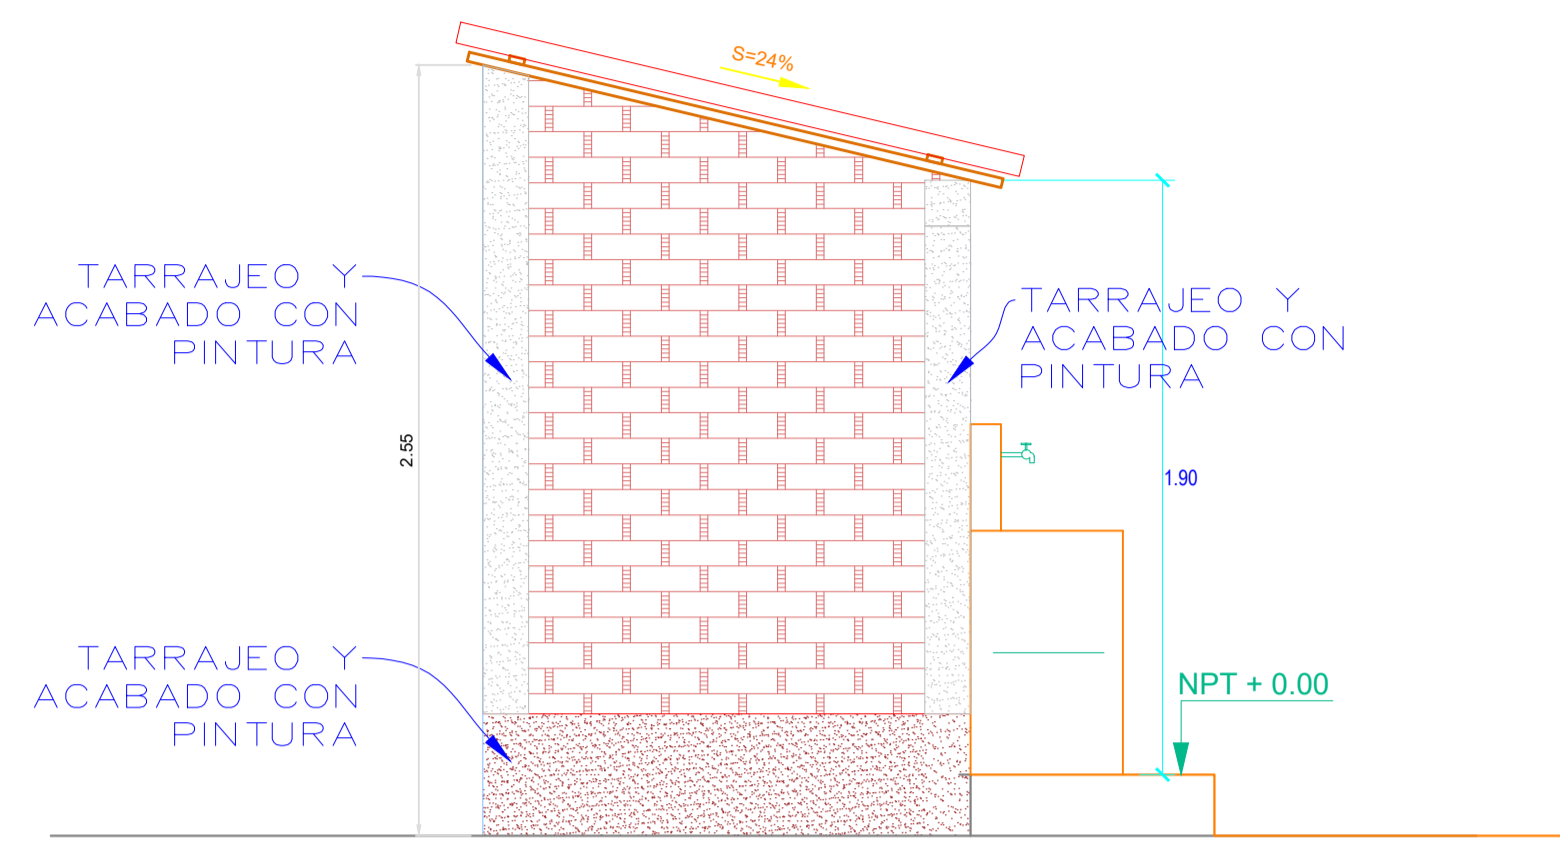 S=24%
TARRAJEO Y
ACABADO CON
PINTURA
TARRAJEO Y
ACABADO CON
PINTURA
2.55
1.90
TARRAJEO Y
ACABADO CON
PINTURA
NPT + 0.00